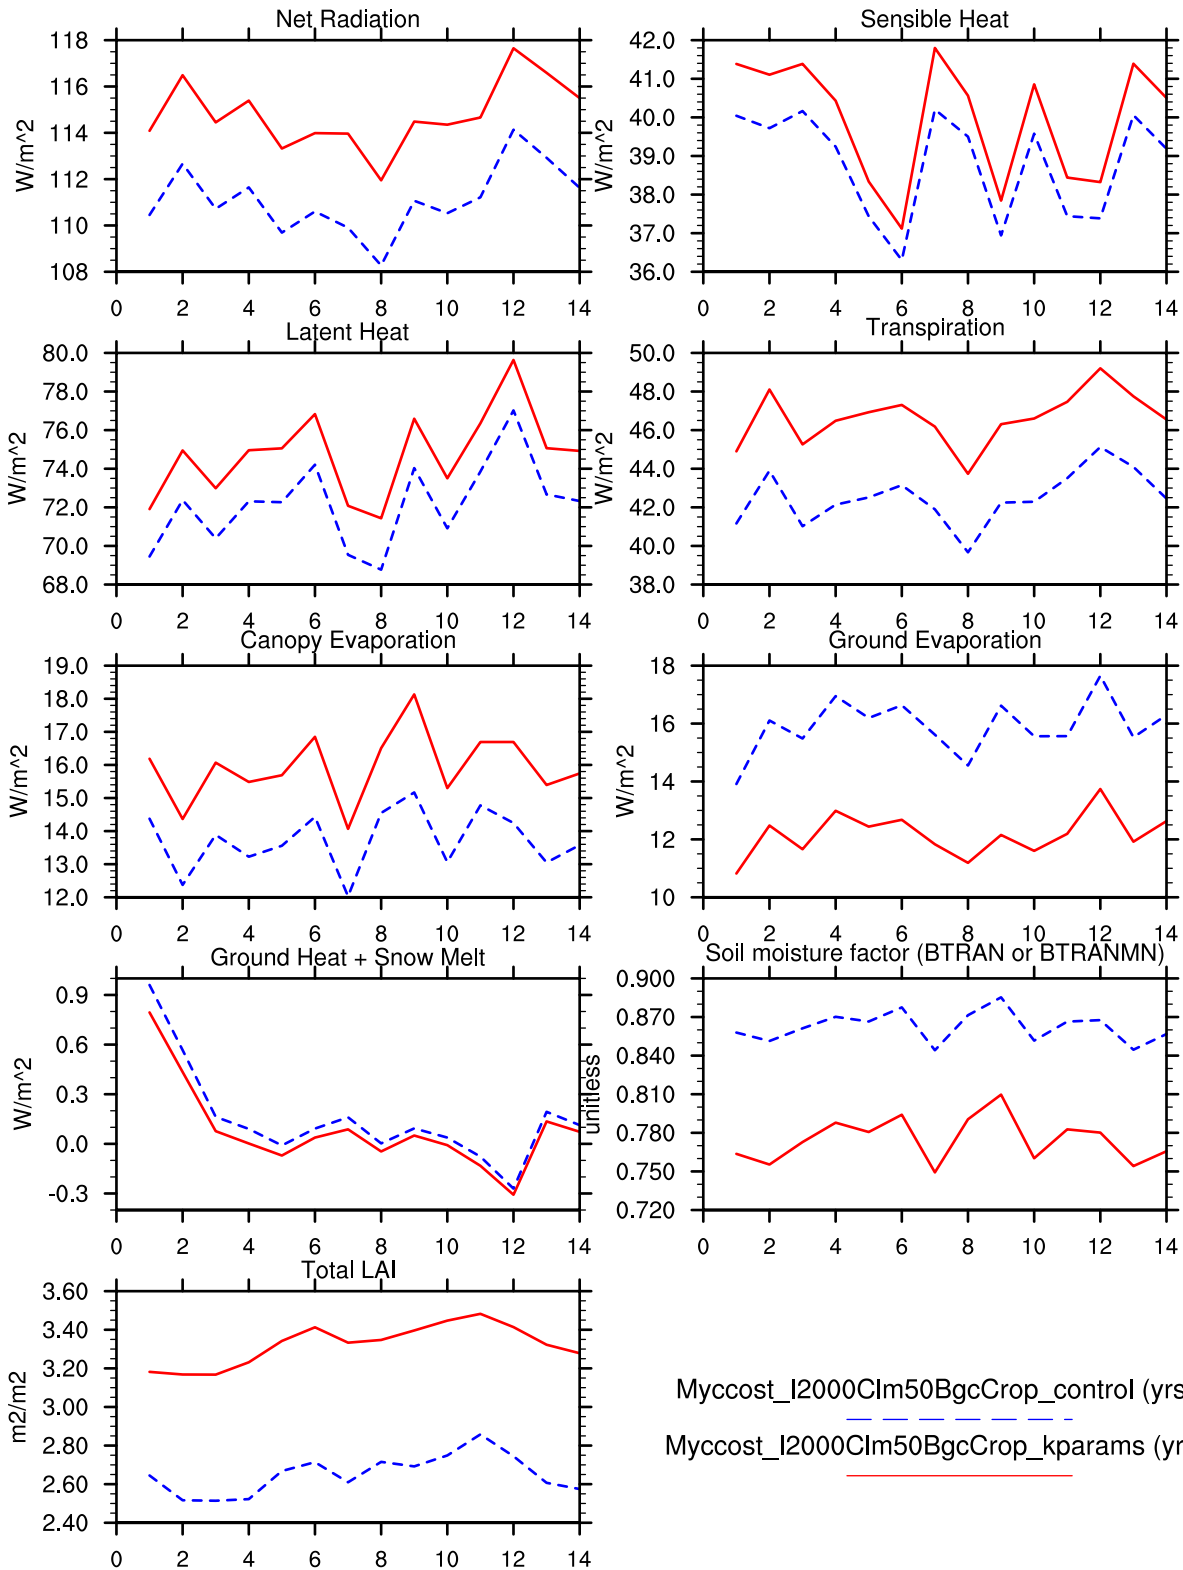 Net Radiation
118
116
114
112
110
108
W/m^2
0 2 4 6 8 10 12 14
Sensible Heat
42.0
41.0
40.0
39.0
38.0
37.0
36.0
W/m^2
0 2 4 6 8 10 12 14
Latent Heat
80.0
78.0
76.0
74.0
72.0
70.0
68.0
W/m^2
0 2 4 6 8 10 12 14
Transpiration
50.0
48.0
46.0
44.0
42.0
40.0
38.0
W/m^2
0 2 4 6 8 10 12 14
Canopy Evaporation
19.0
18.0
17.0
16.0
15.0
14.0
13.0
12.0
W/m^2
0 2 4 6 8 10 12 14
Ground Evaporation
18
16
14
12
10
W/m^2
0 2 4 6 8 10 12 14
Ground Heat + Snow Melt
0.9
0.6
0.3
0.0
-0.3
W/m^2
0 2 4 6 8 10 12 14
Soil moisture factor (BTRAN or BTRANMN)
0.900
0.870
0.840
0.810
0.780
0.750
0.720
unitless
0 2 4 6 8 10 12 14
Total LAI
3.60
3.40
3.20
3.00
2.80
2.60
2.40
m2/m2
0 2 4 6 8 10 12 14
Myccost_I2000Clm50BgcCrop_control (yrs
Myccost_I2000Clm50BgcCrop_kparams (yr